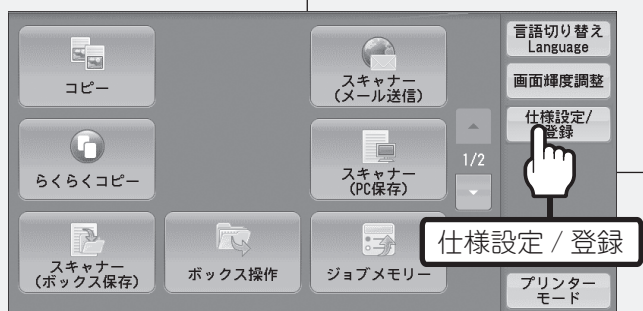 コピー
スキャナー
(メール送信)
言語切り替え
Language
画面輝度調整
仕様設定/
登録
らくらくコピー
スキャナー
(PC保存)
1/2
仕様設定 / 登録
スキャナー
(ボックス保存)
ボックス操作
ジョブメモリー
プリンター
モード